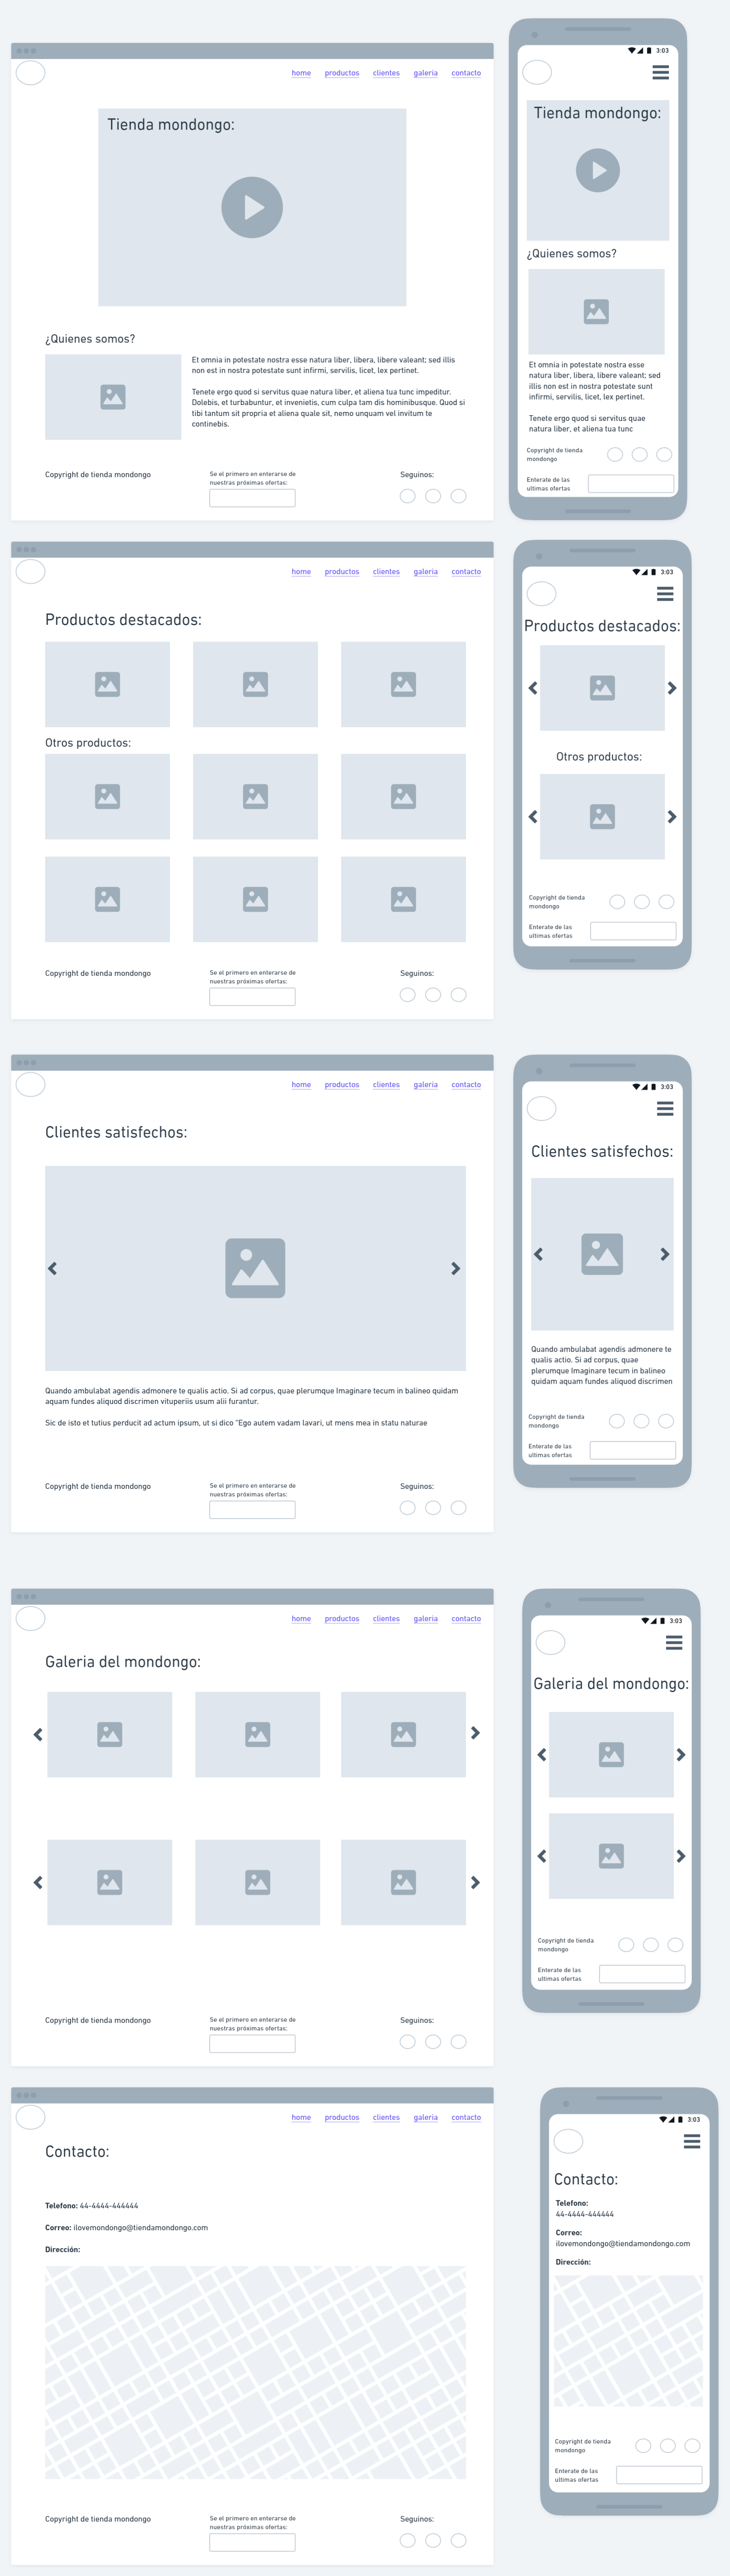 home productos clientes galeria contacto
Tienda mondongo:
¿Quienes somos?
Et omnia in potestate nostra esse natura liber, libera, libere valeant; sed illis
non est in nostra potestate sunt infirmi, servilis, licet, lex pertinet.
Tenete ergo quod si servitus quae natura liber, et aliena tua tunc impeditur.
Dolebis, et turbabuntur, et invenietis, cum culpa tam dis hominibusque. Quod si
tibi tantum sit propria et aliena quale sit, nemo unquam vel invitum te
continebis.
Copyright de tienda mondongo
Se el primero en enterarse de
nuestras próximas ofertas:
Seguinos:
3:03
Tienda mondongo:
¿Quienes somos?
Et omnia in potestate nostra esse
natura liber, libera, libere valeant; sed
illis non est in nostra potestate sunt
infirmi, servilis, licet, lex pertinet.
Tenete ergo quod si servitus quae
natura liber, et aliena tua tunc
Copyright de tienda
mondongo
Enterate de las
ultimas ofertas
home productos clientes galeria contacto
Productos destacados:
Otros productos:
Copyright de tienda mondongo
Se el primero en enterarse de
nuestras próximas ofertas:
Seguinos:
3:03
Productos destacados:
Otros productos:
Copyright de tienda
mondongo
Enterate de las
ultimas ofertas
home productos clientes galeria contacto
Clientes satisfechos:
Quando ambulabat agendis admonere te qualis actio. Si ad corpus, quae plerumque Imaginare tecum in balineo quidam
aquam fundes aliquod discrimen vituperiis usum alii furantur.
Sic de isto et tutius perducit ad actum ipsum, ut si dico "Ego autem vadam lavari, ut mens mea in statu naturae
Copyright de tienda mondongo
Se el primero en enterarse de
nuestras próximas ofertas:
Seguinos:
3:03
Clientes satisfechos:
Quando ambulabat agendis admonere te
qualis actio. Si ad corpus, quae
plerumque Imaginare tecum in balineo
quidam aquam fundes aliquod discrimen
Copyright de tienda
mondongo
Enterate de las
ultimas ofertas
home productos clientes galeria contacto
Galeria del mondongo:
Copyright de tienda mondongo
Se el primero en enterarse de
nuestras próximas ofertas:
Seguinos:
3:03
Galeria del mondongo:
Copyright de tienda
mondongo
Enterate de las
ultimas ofertas
home productos clientes galeria contacto
Contacto:
Telefono: 44-4444-444444
Correo: ilovemondongo@tiendamondongo.com
Dirección:
Copyright de tienda mondongo
Se el primero en enterarse de
nuestras próximas ofertas:
Seguinos:
3:03
Contacto:
Telefono:
44-4444-444444
Correo:
ilovemondongo@tiendamondongo.com
Dirección:
Copyright de tienda
mondongo
Enterate de las
ultimas ofertas